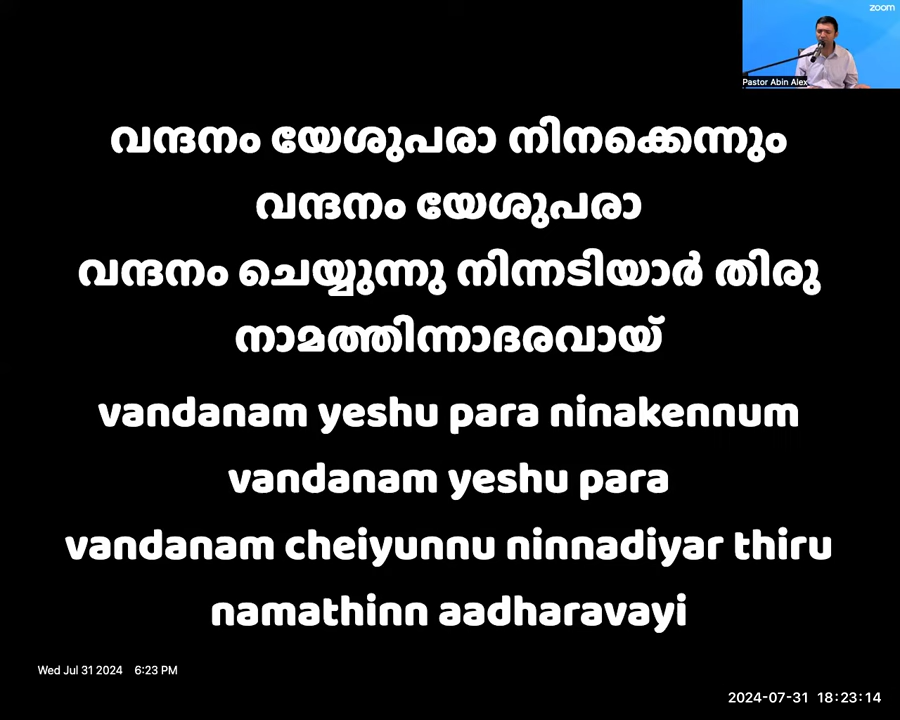 zoom
Pastor Abin Alex
വന്ദനം യേശുപരാ നിനക്കെന്നും
വന്ദനം യേശുപരാ
വന്ദനം ചെയ്യുന്നു നിന്നടിയാർ തിരു
നാമത്തിന്നാദരവായ്
vandanam yeshu para ninakennum
vandanam yeshu para
vandanam cheiyunnu ninnadiyar thiru
namathinn aadharavayi
Wed Jul 31 2024 6:23 PM
2024-07-31 18:23:14